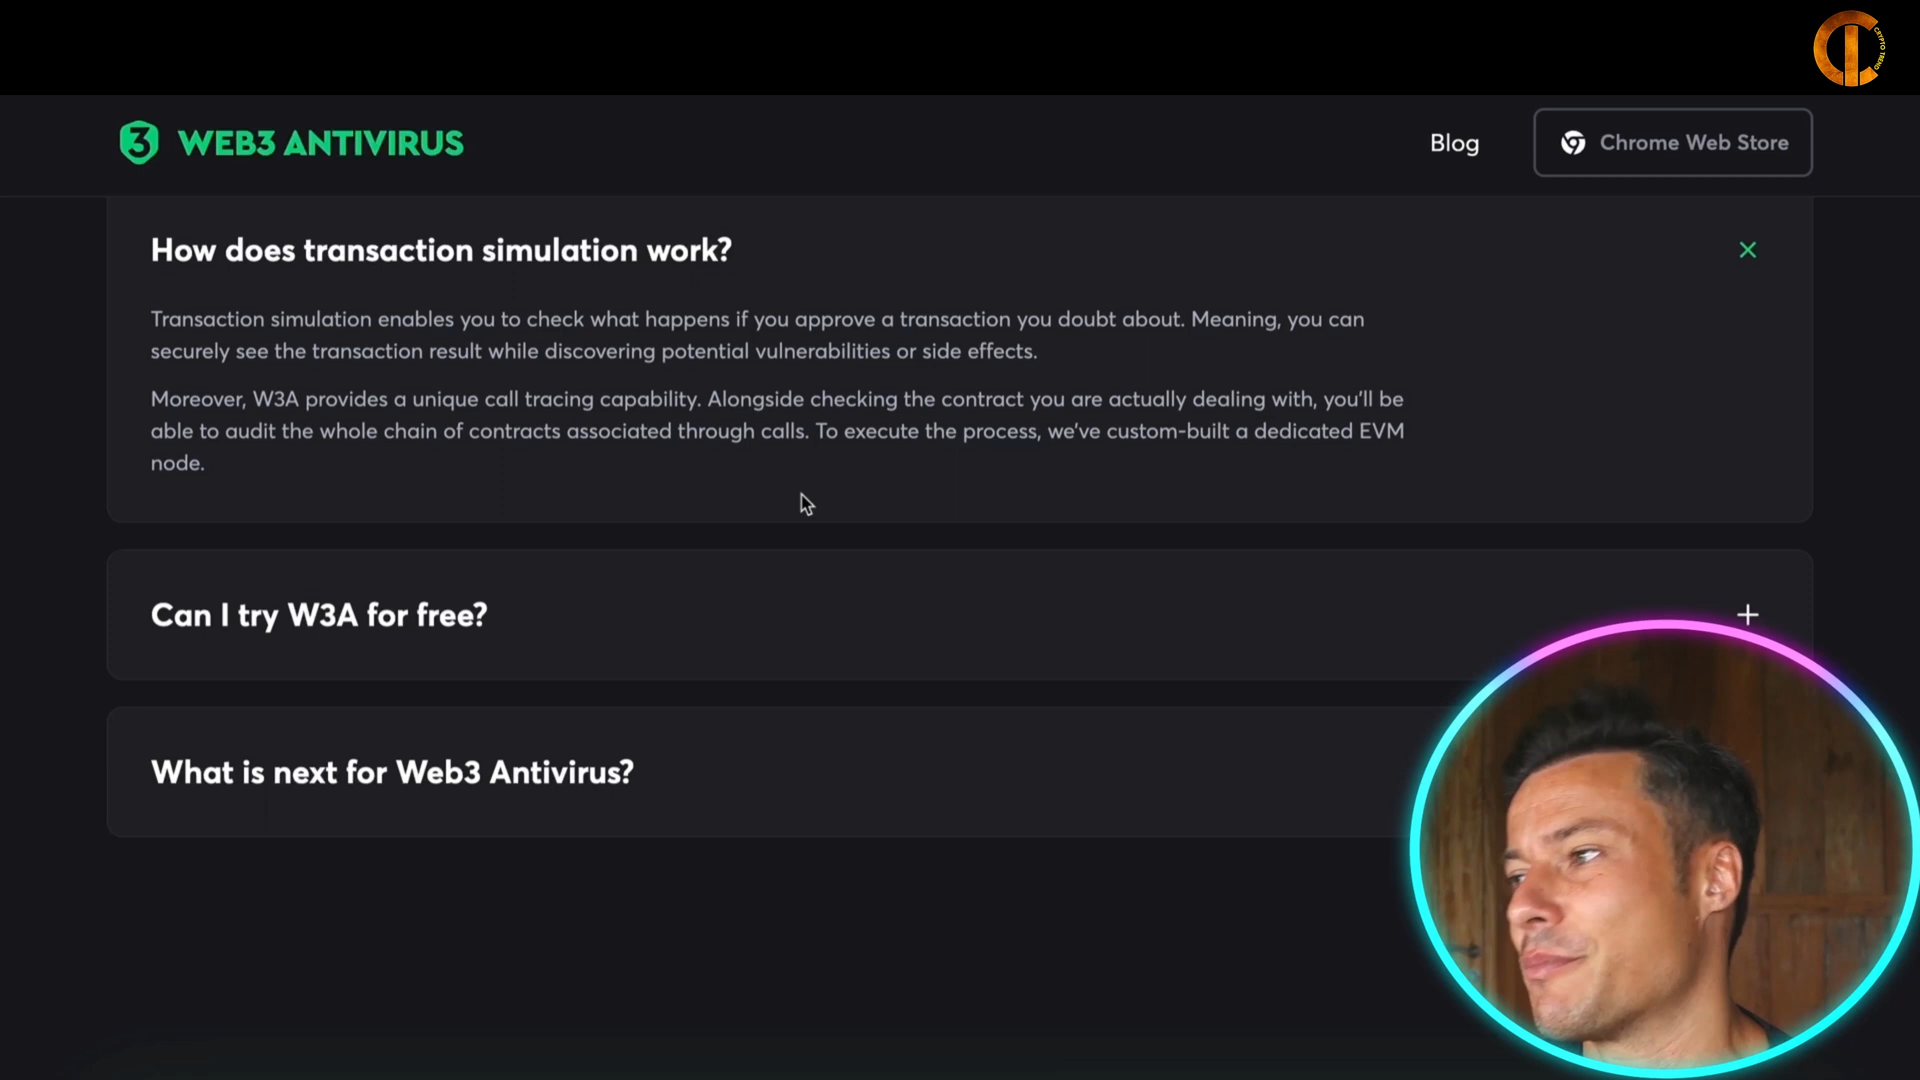 CRYPTO TREND
3 WEB3 ANTIVIRUS
Blog
Chrome Web Store
How does transaction simulation work?
Transaction simulation enables you to check what happens if you approve a transaction you doubt about. Meaning, you can
securely see the transaction result while discovering potential vulnerabilities or side effects.
Moreover, W3A provides a unique call tracing capability. Alongside checking the contract you are actually dealing with, you'll be
able to audit the whole chain of contracts associated through calls. To execute the process, we've custom-built a dedicated EVM
node.
Can I try W3A for free?
What is next for Web3 Antivirus?